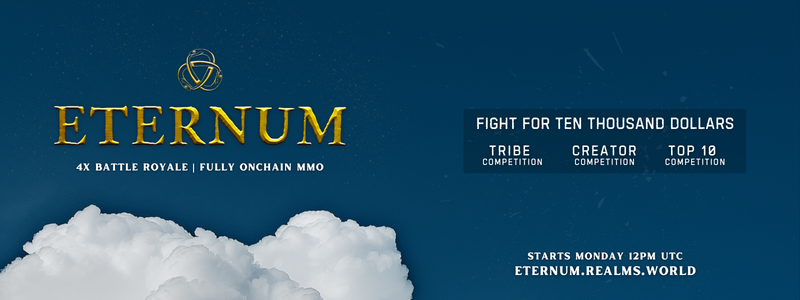 ETERNUM
4X BATTLE ROYALE | FULLY ONCHAIN MMO
FIGHT FOR TEN THOUSAND DOLLARS
TRIBE
COMPETITION
CREATOR
COMPETITION
TOP 10
COMPETITION
STARTS MONDAY 12PM UTC
ETERNUM.REALMS.WORLD